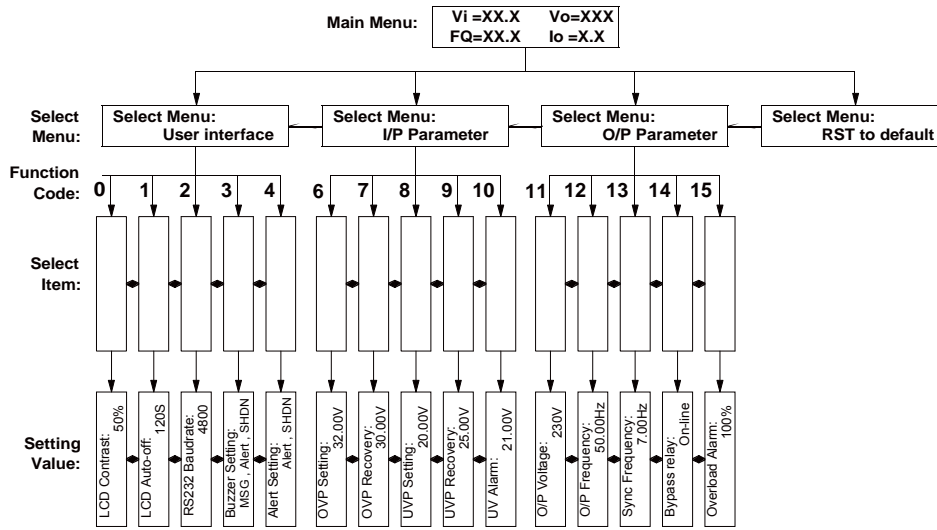 Main Menu:
Vi =XX.X Vo=XXX
FQ=XX.X Io =X.X
Select Menu:
Select Menu:
User interface
Select Menu:
I/P Parameter
Select Menu:
O/P Parameter
Select Menu:
RST to default
Function Code:
0 1 2 3 4 6 7 8 9 10 11 12 13 14 15
Select Item:
Setting Value:
LCD Contrast:
50%
LCD Auto-off:
120S
RS232 Baudrate:
4800
Buzzer Setting:
MSG , Alert , SHDN
Alert Setting:
Alert , SHDN
OVP Setting:
32.00V
OVP Recovery:
30.00V
UVP Setting:
20.00V
UVP Recovery:
25.00V
UV Alarm:
21.00V
O/P Voltage:
230V
O/P Frequency:
50.00Hz
Sync Frequency:
7.00Hz
Bypass relay:
On-line
Overload Alarm:
100%